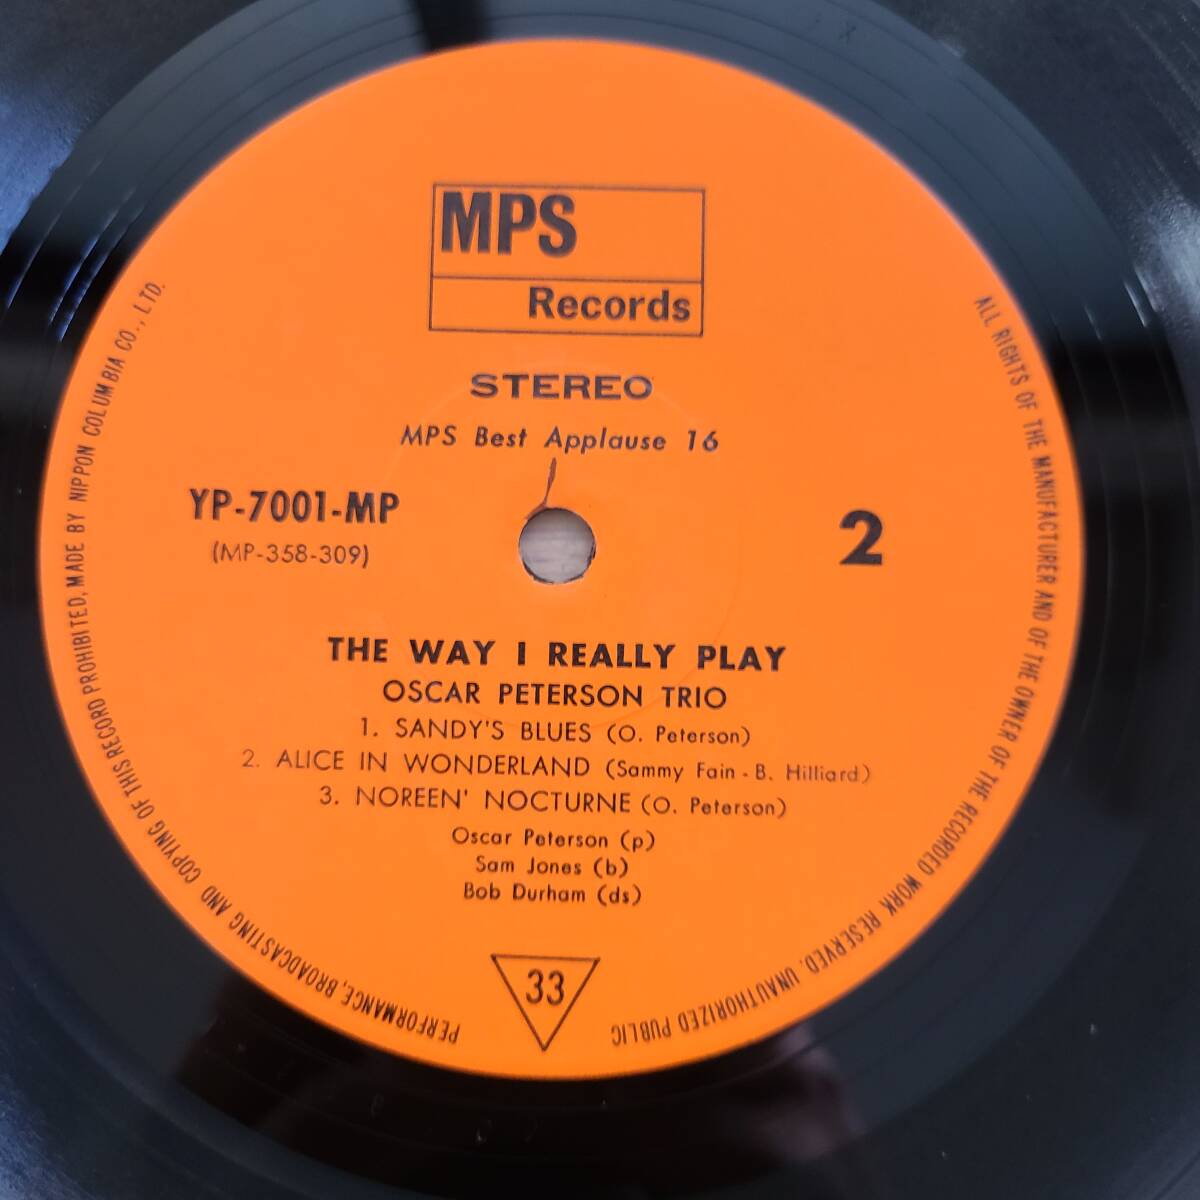 MPS
Records
STEREO
MPS Best Applause 16
YP-7001-MP
(MP-358-309)
2
THE WAY I REALLY PLAY
OSCAR PETERSON TRIO
1. SANDY'S BLUES (O. Peterson)
2. ALICE IN WONDERLAND (Sammy Fain - B. Hilliard)
3. NOREEN' NOCTURNE (O. Peterson)
Oscar Peterson (p)
Sam Jones (b)
Bob Durham (ds)
33
ALL RIGHTS OF THE MANUFACTURER AND OF THE OWNER OF THE RECORDED WORK RESERVED. UNAUTHORIZED PUBLIC PERFORMANCE, BROADCASTING AND COPYING OF THIS RECORD PROHIBITED, MADE BY NIPPON COLUMBIA CO., LTD.